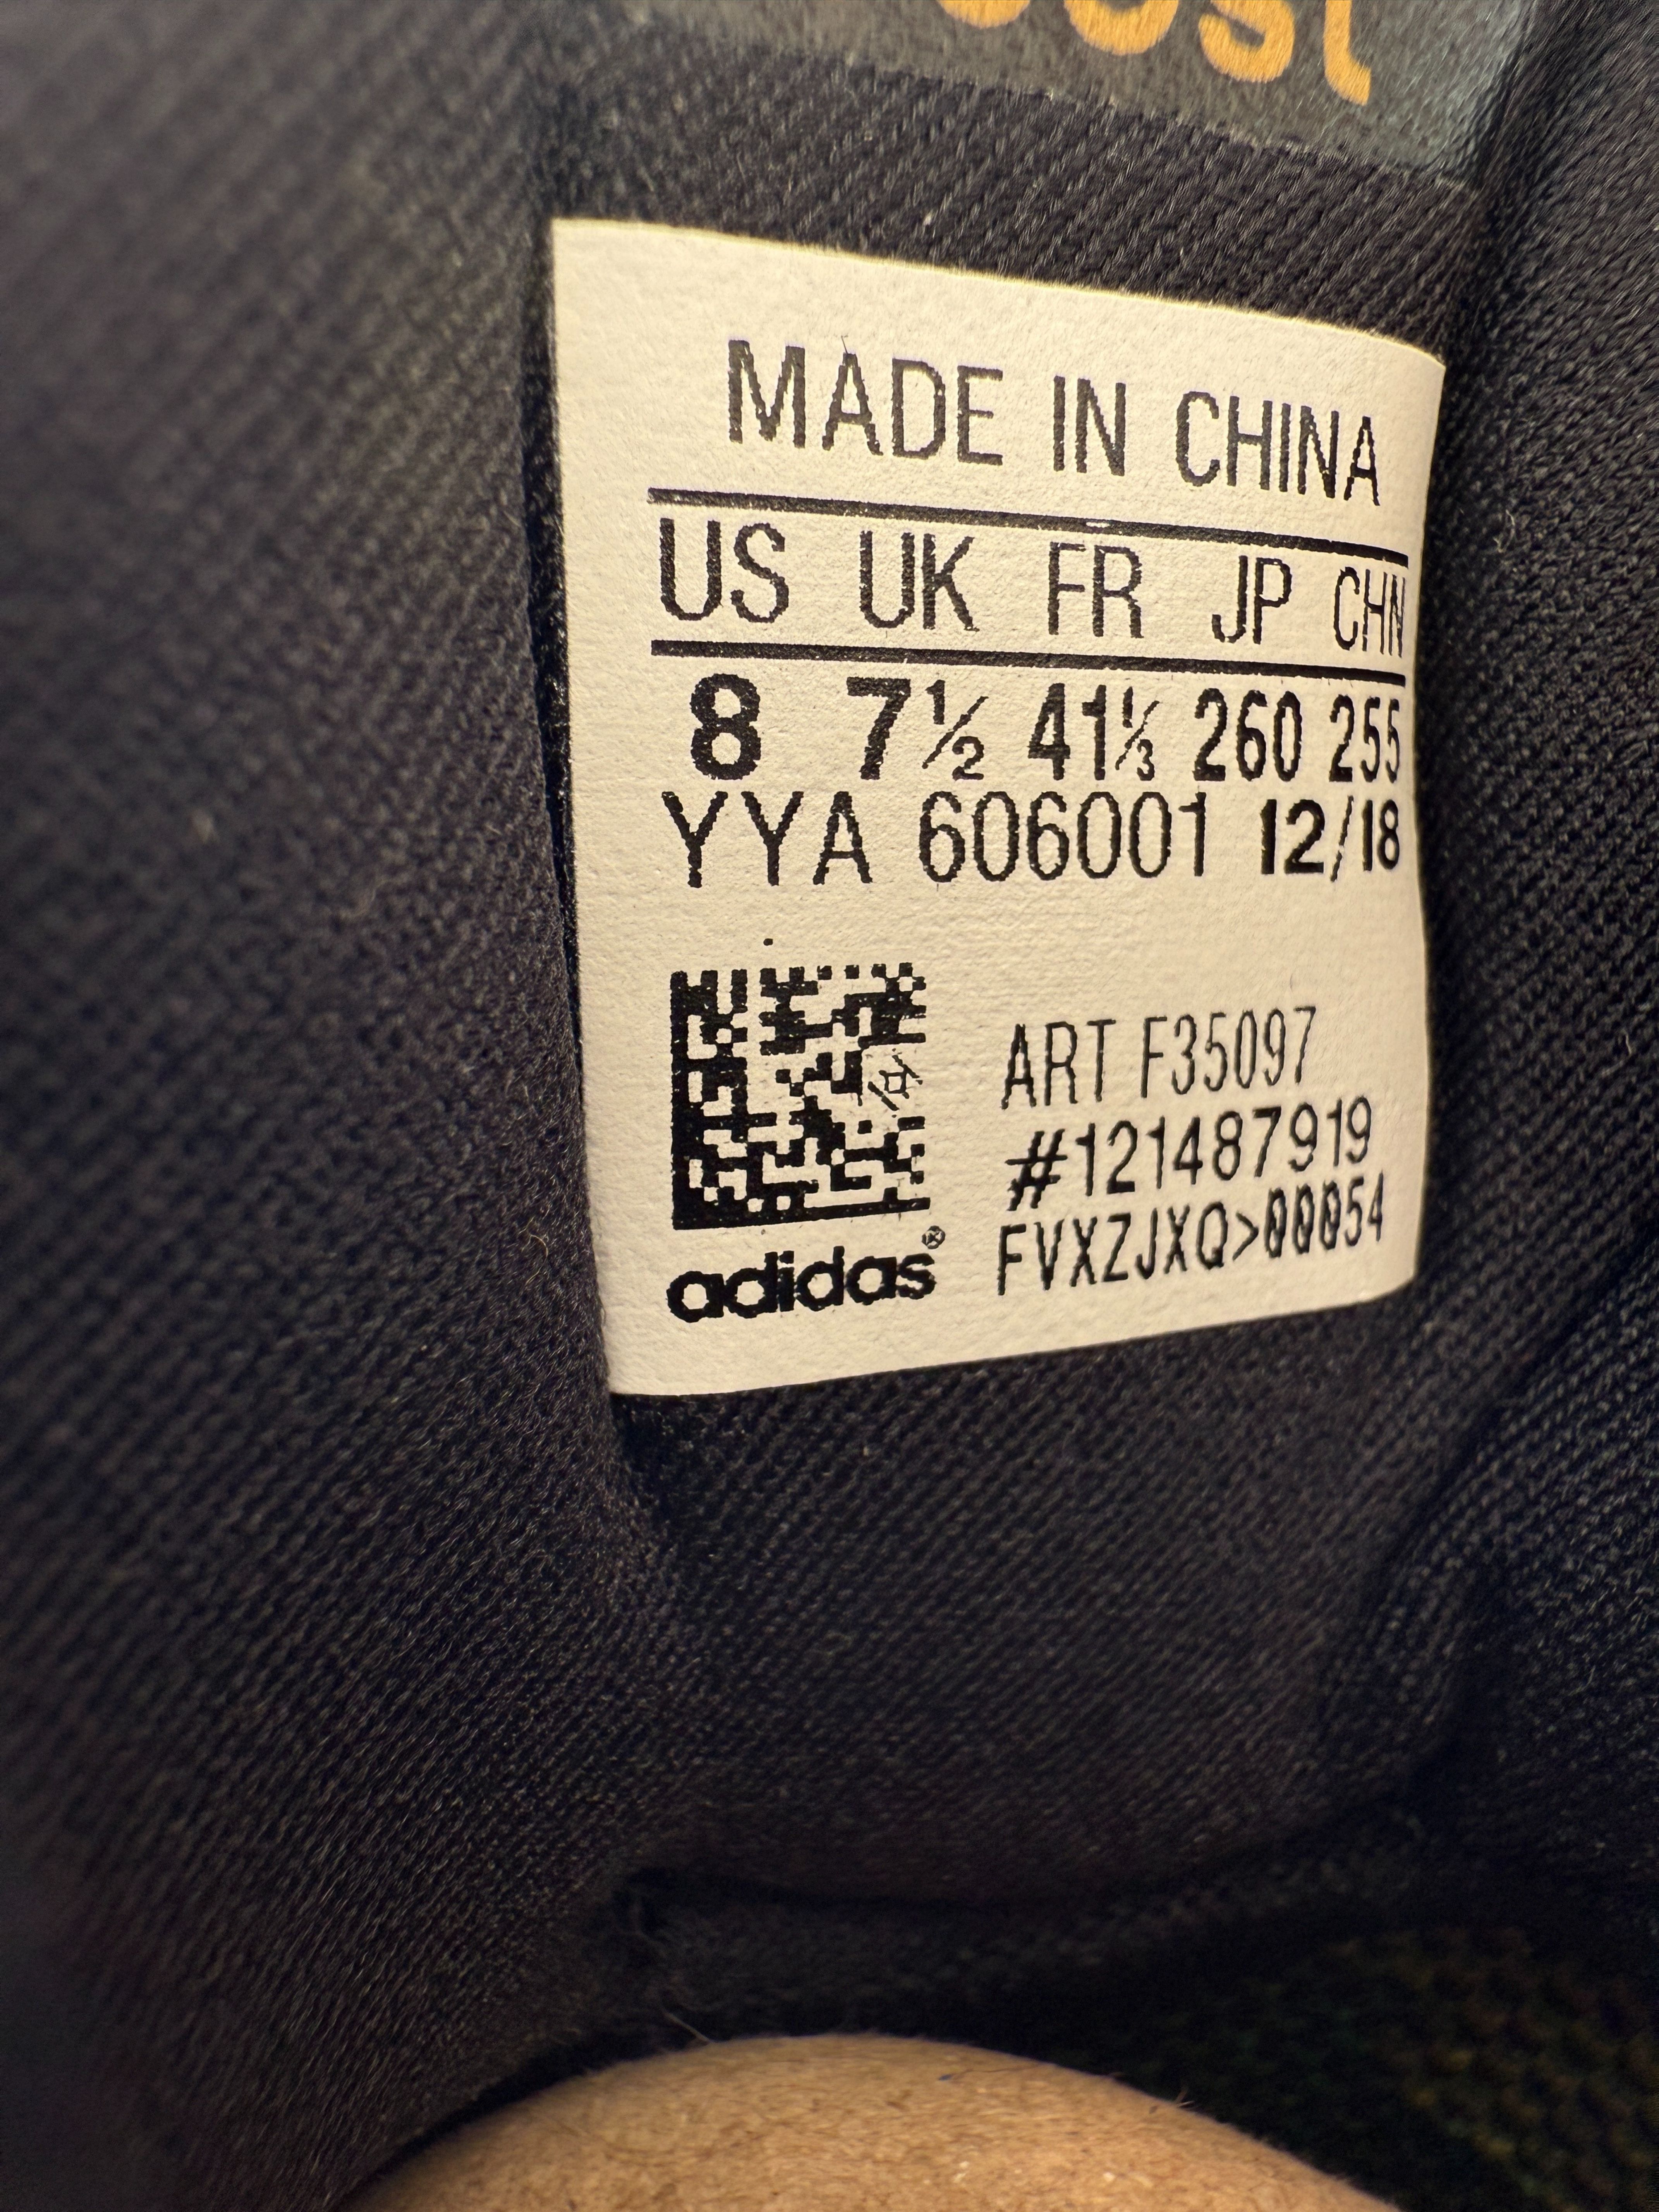 MADE IN CHINA
US UK FR JP CHN
8 7½ 41⅓ 260 255
YYA 606001 12/18
ART F35097
#121487919
FVXZJXQ>00054
adidas®